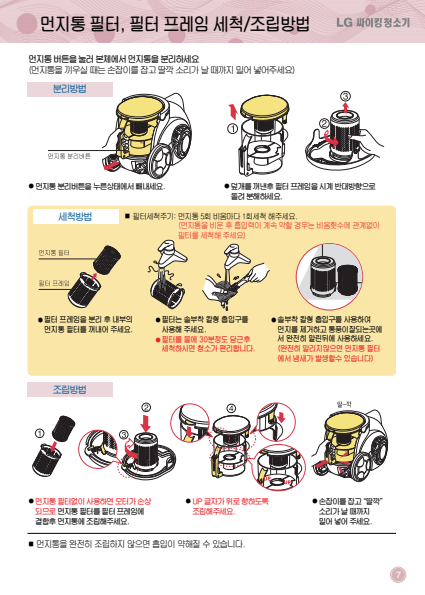 먼지통 필터, 필터 프레임 세척/조립방법
LG 싸이킹청소기
먼지통 버튼을 눌러 본체에서 먼지통을 분리하세요
(먼지통을 끼우실 때는 손잡이를 잡고 딸깍 소리가 날 때까지 밀어 넣어주세요)
분리방법
먼지통 분리버튼
①
②
③
● 먼지통 분리버튼을 누른상태에서 빼내세요.
● 덮개를 꺼낸후 필터 프레임을 시계 반대방향으로
돌려 분해하세요.
세척방법
■ 필터세척주기: 먼지통 5회 비움마다 1회세척 해주세요.
(먼지통을 비운 후 흡입력이 계속 약할 경우는 비움횟수에 관계없이
필터를 세척해 주세요)
먼지통 필터
필터 프레임
● 필터 프레임을 분리 후 내부의
먼지통 필터를 꺼내어 주세요.
● 필터는 솔부착 칼형 흡입구를
사용해 주세요.
● 필터를 물에 30분정도 담근후
세척하시면 청소가 편리합니다.
● 솔부착 칼형 흡입구를 사용하여
먼지를 제거하고 통풍이잘되는곳에
서 완전히 말린뒤에 사용하세요.
(완전히 말리지않으면 먼지통 필터
에서 냄새가 발생할수 있습니다)
조립방법
①
②
③
④
딸~깍
● 먼지통 필터없이 사용하면 모터가 손상
되므로 먼지통 필터를 필터 프레임에
결합후 먼지통에 조립해주세요.
● UP 글자가 위로 향하도록
조립해주세요.
● 손잡이를 잡고 "딸깍"
소리가 날 때까지
밀어 넣어 주세요.
■ 먼지통을 완전히 조립하지 않으면 흡입이 약해질 수 있습니다.
7